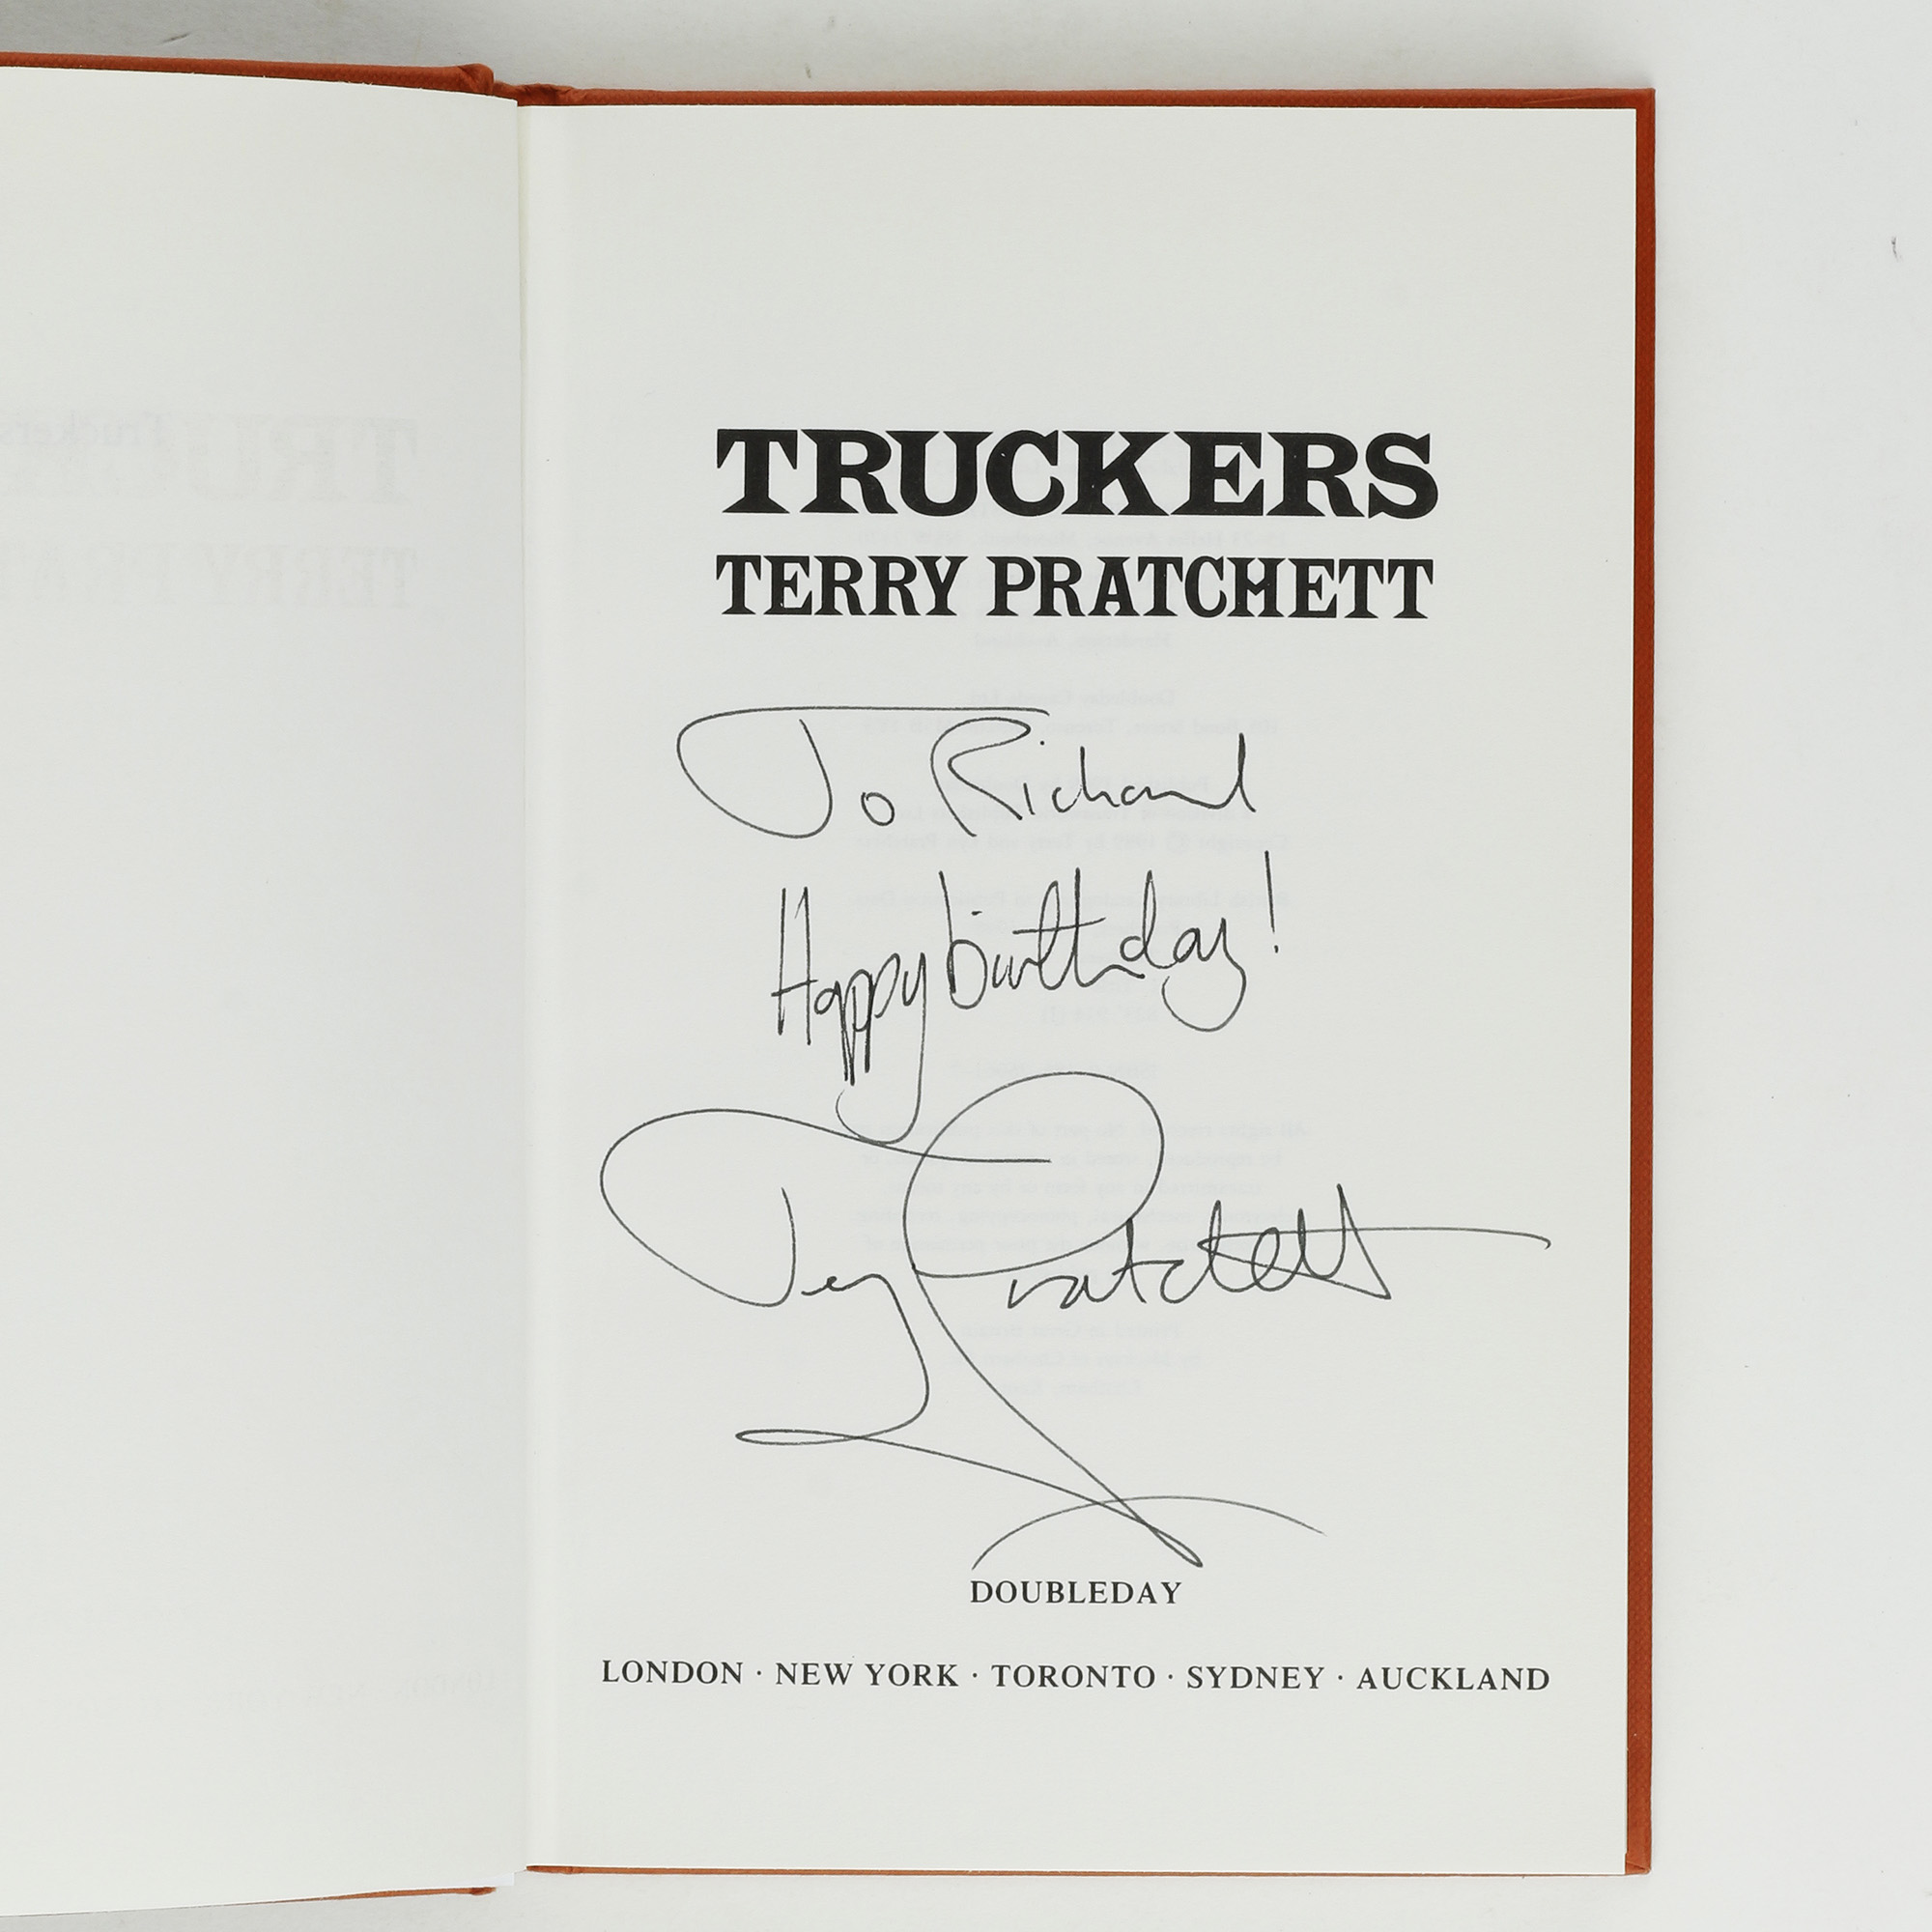 TRUCKERS
TERRY PRATCHETT
To Richard
Happy birthday!
Terry Pratchett
DOUBLEDAY
LONDON · NEW YORK · TORONTO · SYDNEY · AUCKLAND